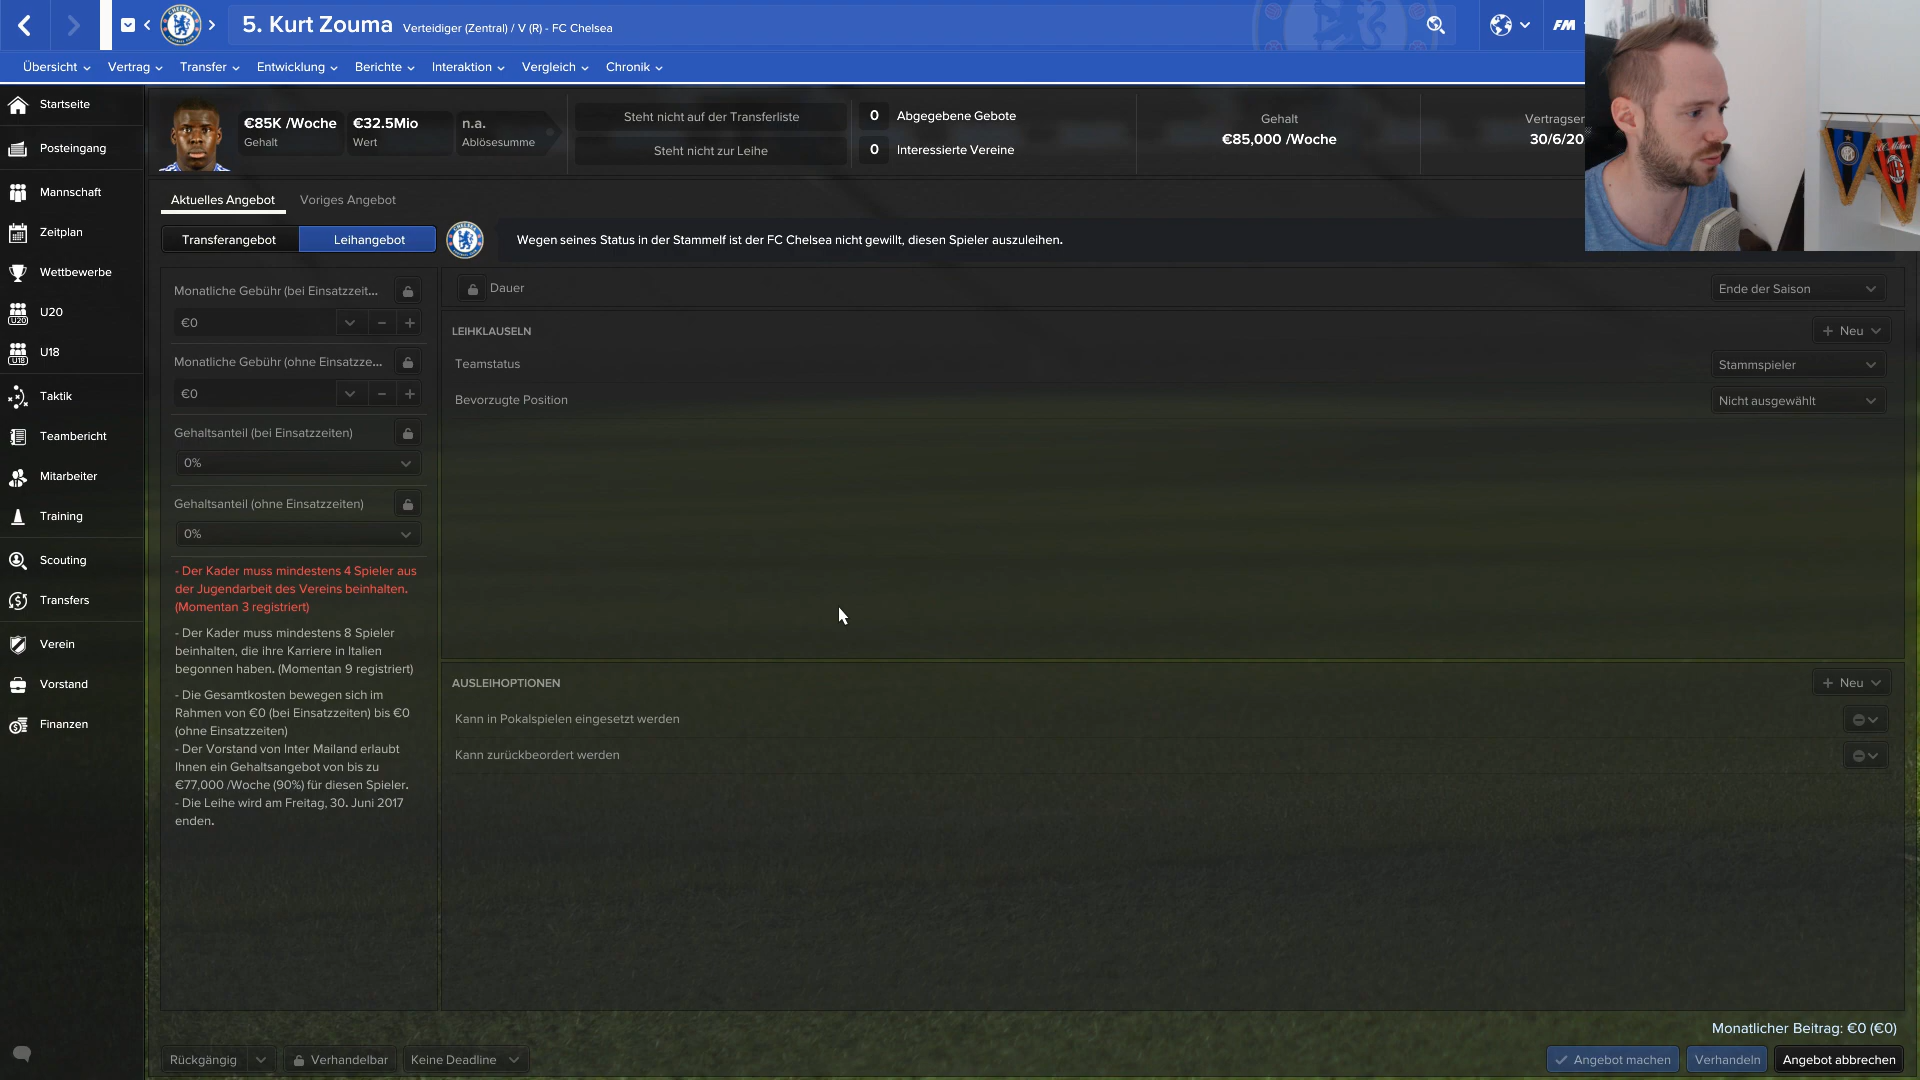 5. Kurt Zouma Verteidiger (Zentral) / V (R) - FC Chelsea
FM
Übersicht Vertrag Transfer Entwicklung Berichte Interaktion Vergleich Chronik
Startseite
Posteingang
Mannschaft
Zeitplan
Wettbewerbe
U20
U18
Taktik
Teambericht
Mitarbeiter
Training
Scouting
Transfers
Verein
Vorstand
Finanzen
€85K /Woche
Gehalt
€32.5Mio
Wert
n.a.
Ablösesumme
Steht nicht auf der Transferliste
Steht nicht zur Leihe
0 Abgegebene Gebote
0 Interessierte Vereine
Gehalt
€85,000 /Woche
Vertragser
30/6/20
Aktuelles Angebot Voriges Angebot
Transferangebot Leihangebot
Wegen seines Status in der Stammelf ist der FC Chelsea nicht gewillt, diesen Spieler auszuleihen.
Monatliche Gebühr (bei Einsatzzeit...
€0
Monatliche Gebühr (ohne Einsatzze...
€0
Gehaltsanteil (bei Einsatzzeiten)
0%
Gehaltsanteil (ohne Einsatzzeiten)
0%
- Der Kader muss mindestens 4 Spieler aus
der Jugendarbeit des Vereins beinhalten.
(Momentan 3 registriert)
- Der Kader muss mindestens 8 Spieler
beinhalten, die ihre Karriere in Italien
begonnen haben. (Momentan 9 registriert)
- Die Gesamtkosten bewegen sich im
Rahmen von €0 (bei Einsatzzeiten) bis €0
(ohne Einsatzzeiten)
- Der Vorstand von Inter Mailand erlaubt
Ihnen ein Gehaltsangebot von bis zu
€77,000 /Woche (90%) für diesen Spieler.
- Die Leihe wird am Freitag, 30. Juni 2017
enden.
Dauer Ende der Saison
LEIHKLAUSELN + Neu
Teamstatus Stammspieler
Bevorzugte Position Nicht ausgewählt
AUSLEIHOPTIONEN + Neu
Kann in Pokalspielen eingesetzt werden
Kann zurückbeordert werden
Monatlicher Beitrag: €0 (€0)
Rückgängig Verhandelbar Keine Deadline
Angebot machen Verhandeln Angebot abbrechen